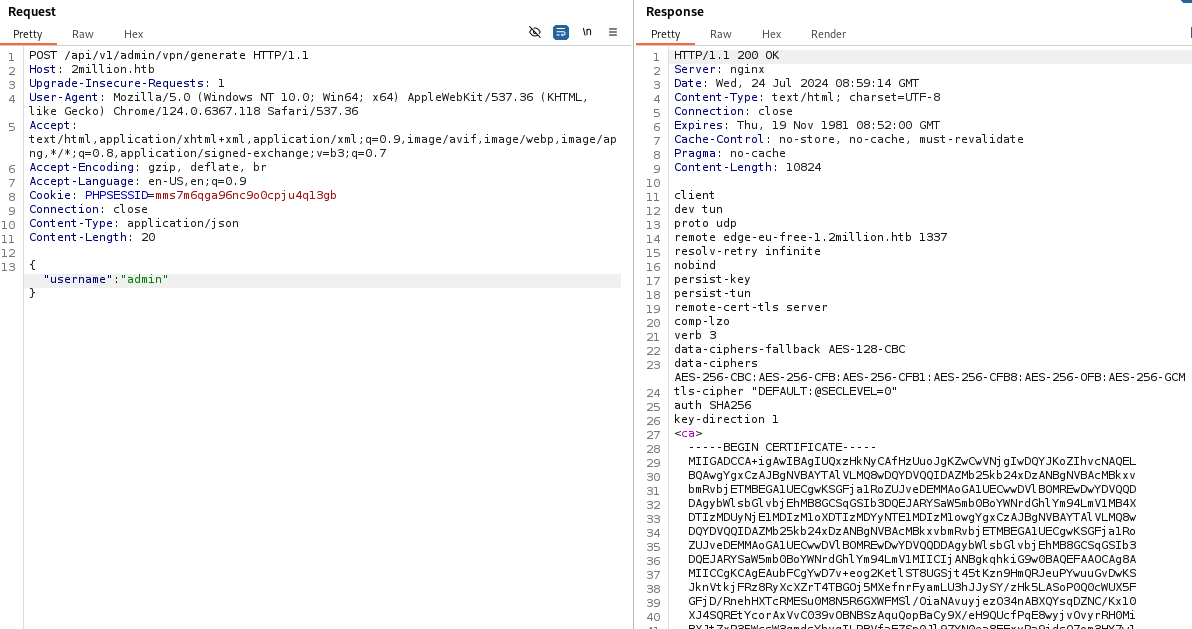 Request
Pretty Raw Hex
\n
1 POST /api/v1/admin/vpn/generate HTTP/1.1
2 Host: 2million.htb
3 Upgrade-Insecure-Requests: 1
4 User-Agent: Mozilla/5.0 (Windows NT 10.0; Win64; x64) AppleWebKit/537.36 (KHTML,
like Gecko) Chrome/124.0.6367.118 Safari/537.36
5 Accept:
text/html,application/xhtml+xml,application/xml;q=0.9,image/avif,image/webp,image/ap
ng,*/*;q=0.8,application/signed-exchange;v=b3;q=0.7
6 Accept-Encoding: gzip, deflate, br
7 Accept-Language: en-US,en;q=0.9
8 Cookie: PHPSESSID=mms7m6qga96nc9o0cpju4q13gb
9 Connection: close
10 Content-Type: application/json
11 Content-Length: 20
12
13 {
"username":"admin"
}
Response
Pretty Raw Hex Render
1 HTTP/1.1 200 OK
2 Server: nginx
3 Date: Wed, 24 Jul 2024 08:59:14 GMT
4 Content-Type: text/html; charset=UTF-8
5 Connection: close
6 Expires: Thu, 19 Nov 1981 08:52:00 GMT
7 Cache-Control: no-store, no-cache, must-revalidate
8 Pragma: no-cache
9 Content-Length: 10824
10
11 client
12 dev tun
13 proto udp
14 remote edge-eu-free-1.2million.htb 1337
15 resolv-retry infinite
16 nobind
17 persist-key
18 persist-tun
19 remote-cert-tls server
20 comp-lzo
21 verb 3
22 data-ciphers-fallback AES-128-CBC
23 data-ciphers
AES-256-CBC:AES-256-CFB:AES-256-CFB1:AES-256-CFB8:AES-256-OFB:AES-256-GCM
24 tls-cipher "DEFAULT:@SECLEVEL=0"
25 auth SHA256
26 key-direction 1
27 <ca>
28 -----BEGIN CERTIFICATE-----
29 MIIGADCCA+igAwIBAgIUQxzHkNyCAfHzUuoJgKZwCwVNjgIwDQYJKoZIhvcNAQEL
30 BQAwgYgxCzAJBgNVBAYTAlVLMQ8wDQYDVQQIDAZMb25kb24xDzANBgNVBAcMBkxv
31 bmRvbjETMBEGA1UECgwKSGFja1RoZUJveDEMMAoGA1UECwwDVlBOMREwDwYDVQQD
32 DAgybWlsbGlvbjEhMB8GCSqGSIb3DQEJARYSaW5mb0BoYWNrdGhlYm94LmV1MB4X
33 DTIzMDUyNjE1MDIzM1oXDTIzMDYyNTE1MDIzM1owgYgxCzAJBgNVBAYTAlVLMQ8w
34 DQYDVQQIDAZMb25kb24xDzANBgNVBAcMBkxvbmRvbjETMBEGA1UECgwKSGFja1Ro
35 ZUJveDEMMAoGA1UECwwDVlBOMREwDwYDVQQDDAgybWlsbGlvbjEhMB8GCSqGSIb3
36 DQEJARYSaW5mb0BoYWNrdGhlYm94LmV1MIICIjANBgkqhkiG9w0BAQEFAAOCAg8A
37 MIICCgKCAgEAubFCgYwD7v+eog2KetlST8UGSjt45tKzn9HmQRJeuPYwuuGvDwKS
38 JknVtkjFRz8RyXcXZrT4TBGOj5MXefnrFyamLU3hJJySY/zHk5LASoP0Q0cWUX5F
39 GFjD/RnehHXTcRMESu0M8N5R6GXWFMSl/OiaNAvuyjezO34nABXQYsqDZNC/Kx10
40 XJ4SQREtYcorAxVvC039vOBNBSzAquQopBaCy9X/eH9QUcfPqE8wyjvOvyrRH0Mi